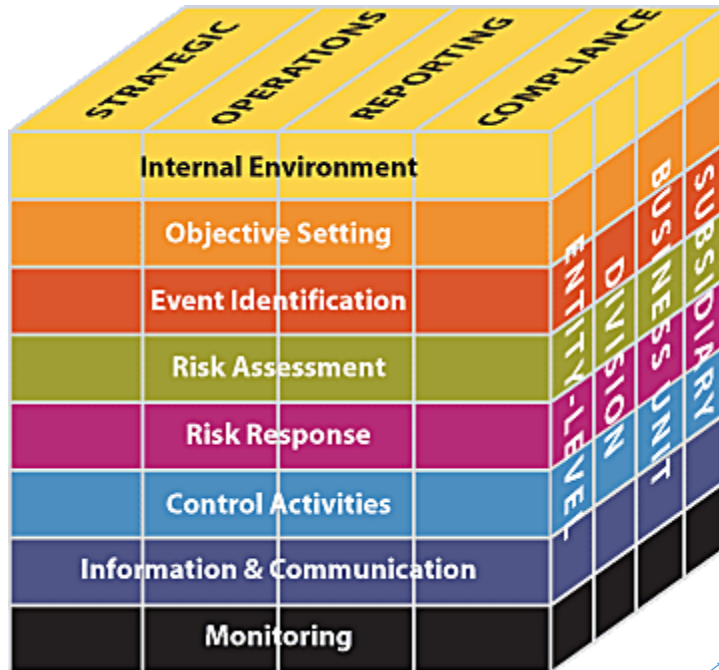 STRATEGIC
OPERATIONS
REPORTING
COMPLIANCE
Internal Environment
Objective Setting
Event Identification
Risk Assessment
Risk Response
Control Activities
Information & Communication
Monitoring
ENTITY-LEVEL
DIVISION
BUSINESS UNIT
SUBSIDIARY